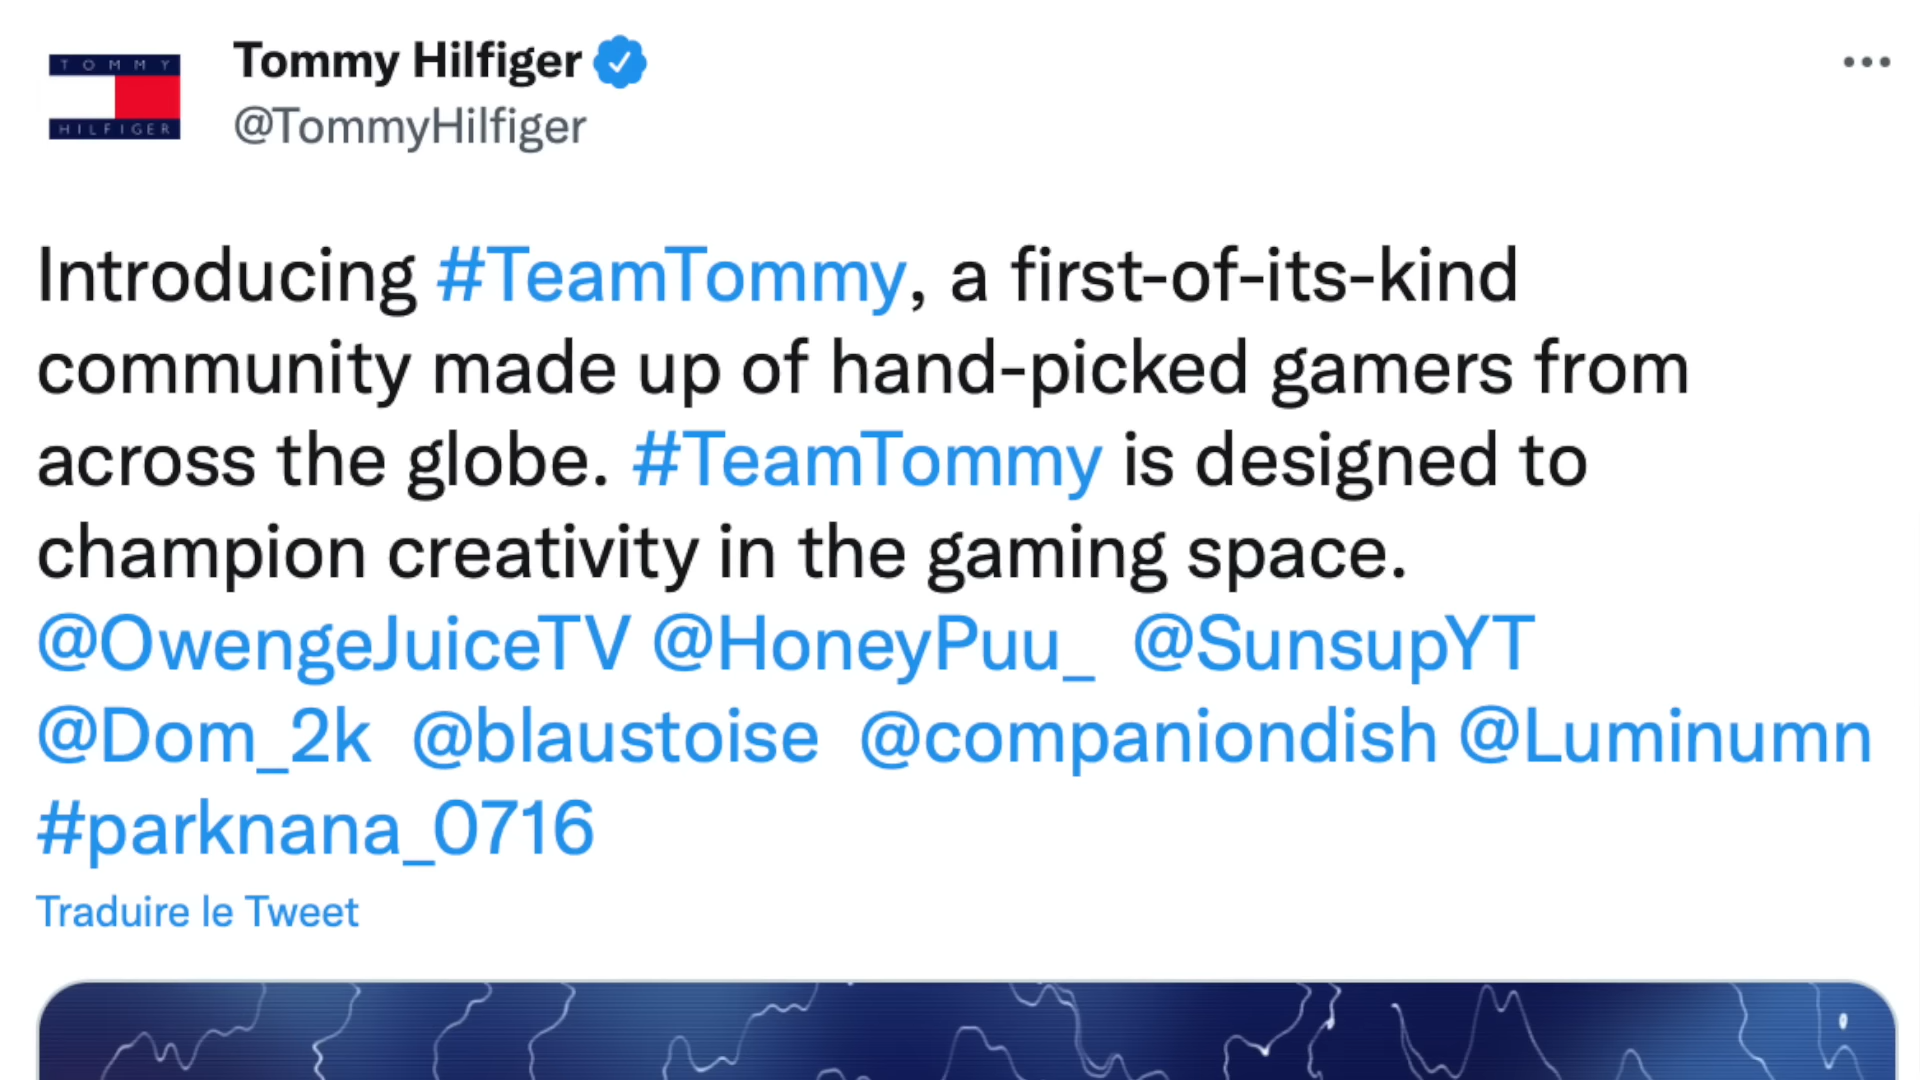 TOMMY
HILFIGER
Tommy Hilfiger
@TommyHilfiger
Introducing #TeamTommy, a first-of-its-kind
community made up of hand-picked gamers from
across the globe. #TeamTommy is designed to
champion creativity in the gaming space.
@OwengeJuiceTV @HoneyPuu_ @SunsupYT
@Dom_2k @blaustoise @companiondish @Luminumn
#parknana_0716
Traduire le Tweet